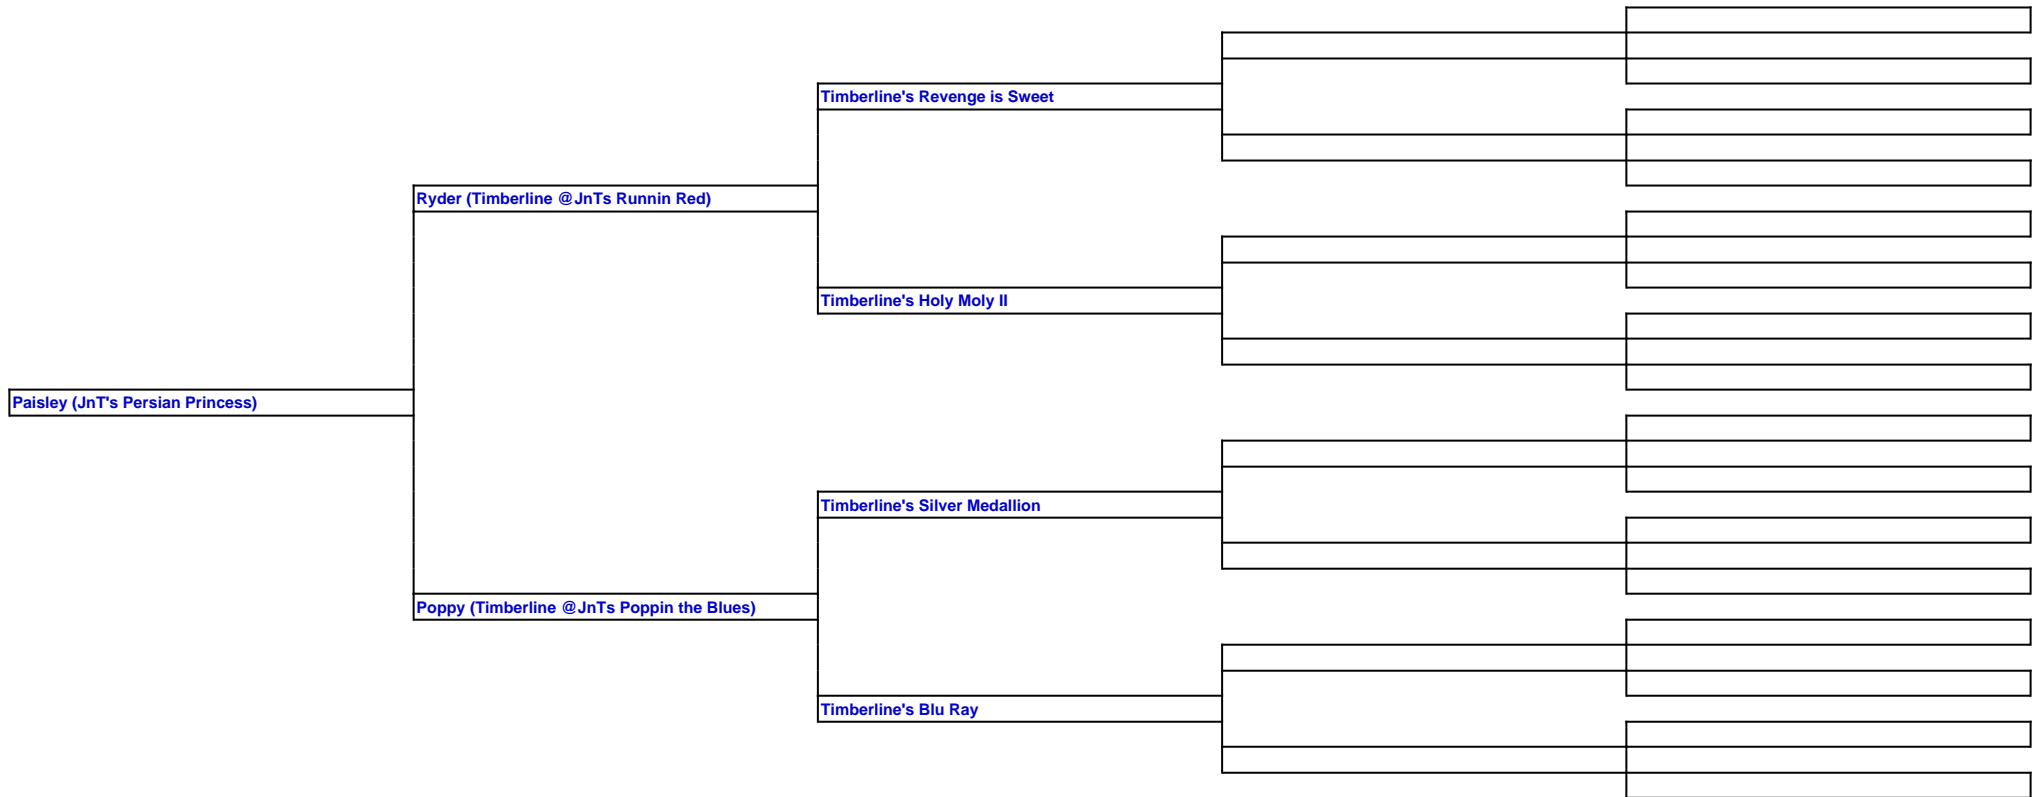 Timberline's Revenge is Sweet
Ryder (Timberline @JnTs Runnin Red)
Timberline's Holy Moly II
Paisley (JnT's Persian Princess)
Timberline's Silver Medallion
Poppy (Timberline @JnTs Poppin the Blues)
Timberline's Blu Ray